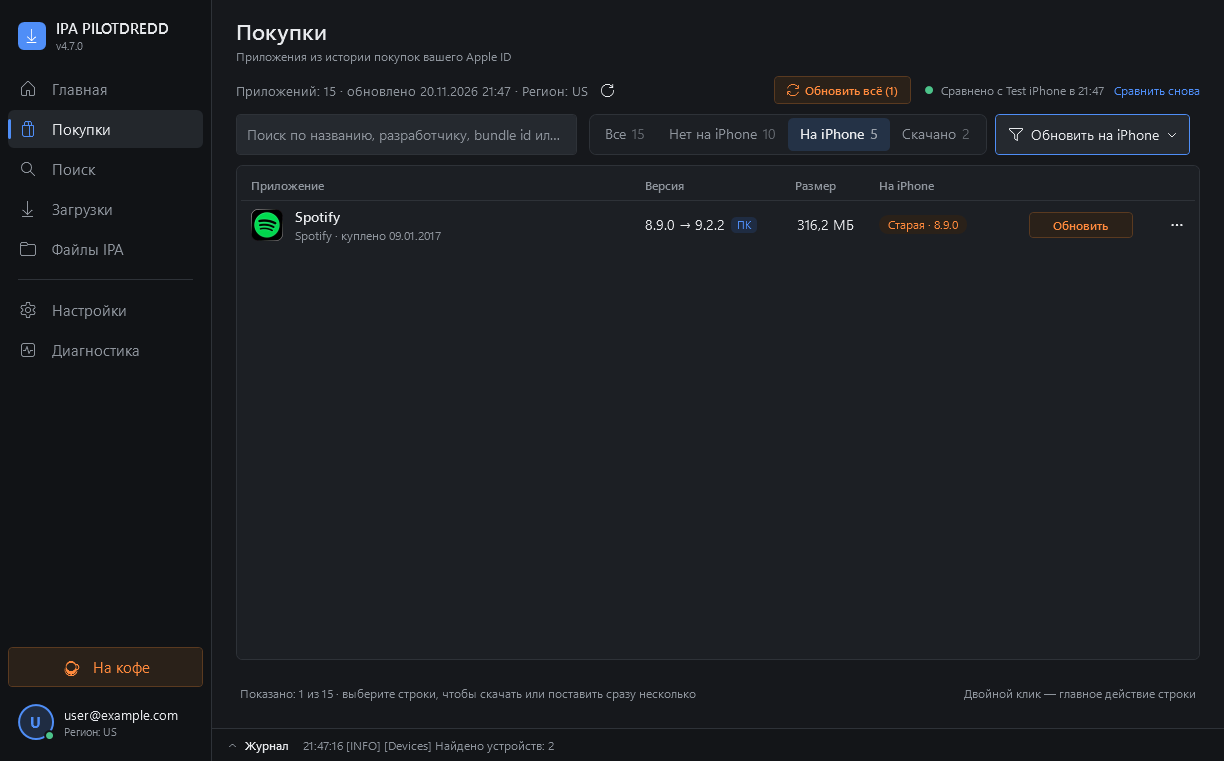 IPA PILOTDREDD
v4.7.0
Главная
Покупки
Поиск
Загрузки
Файлы IPA
Настройки
Диагностика
На кофе
U
user@example.com
Регион: US
Покупки
Приложения из истории покупок вашего Apple ID
Приложений: 15 · обновлено 20.11.2026 21:47 · Регион: US
Обновить всё (1)
Сравнено с Test iPhone в 21:47
Сравнить снова
Поиск по названию, разработчику, bundle id ил...
Все 15
Нет на iPhone 10
На iPhone 5
Скачано 2
Обновить на iPhone
Приложение
Версия
Размер
На iPhone
Spotify
Spotify · куплено 09.01.2017
8.9.0 → 9.2.2 ПК
316,2 МБ
Старая · 8.9.0
Обновить
...
Показано: 1 из 15 · выберите строки, чтобы скачать или поставить сразу несколько
Двойной клик — главное действие строки
Журнал
21:47:16 [INFO] [Devices] Найдено устройств: 2